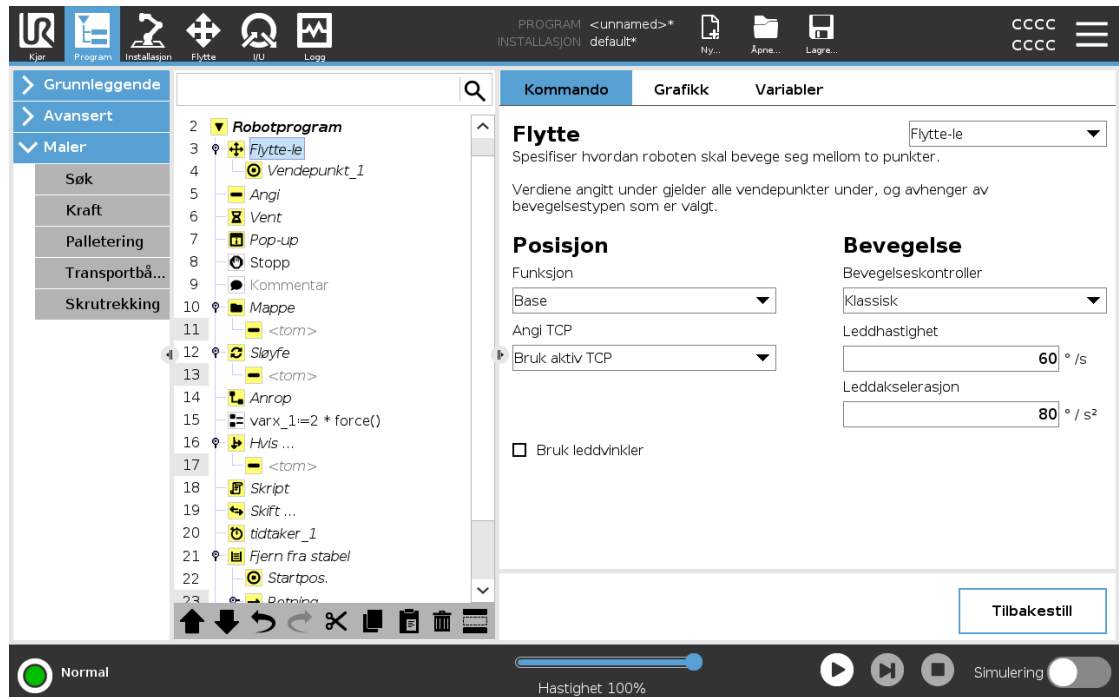 PROGRAM <unnamed>*
INSTALLASJON default*
Ny...
Åpne...
Lagre...
CCCC
CCCC
Kjør
Program
Installasjon
Flytte
I/U
Logg
Grunnleggende
Avansert
Maler
Søk
Kraft
Palletering
Transportbå...
Skrutrekking
2 Robotprogram
3 Flytte-le
4 Vendepunkt_1
5 Angi
6 Vent
7 Pop-up
8 Stopp
9 Kommentar
10 Mappe
11 <tom>
12 Sløyfe
13 <tom>
14 Anrop
15 varx_1≔2 * force()
16 Hvis ...
17 <tom>
18 Skript
19 Skift ...
20 tidtaker_1
21 Fjern fra stabel
22 Startpos.
23 Retning
Kommando
Grafikk
Variabler
Flytte
Flytte-le
Spesifiser hvordan roboten skal bevege seg mellom to punkter.
Verdiene angitt under gjelder alle vendepunkter under, og avhenger av
bevegelsestypen som er valgt.
Posisjon
Funksjon
Base
Angi TCP
Bruk aktiv TCP
Bruk leddvinkler
Bevegelse
Bevegelseskontroller
Klassisk
Leddhastighet
60 ° /s
Leddakselerasjon
80 ° / s²
Tilbakestill
Normal
Hastighet 100%
Simulering